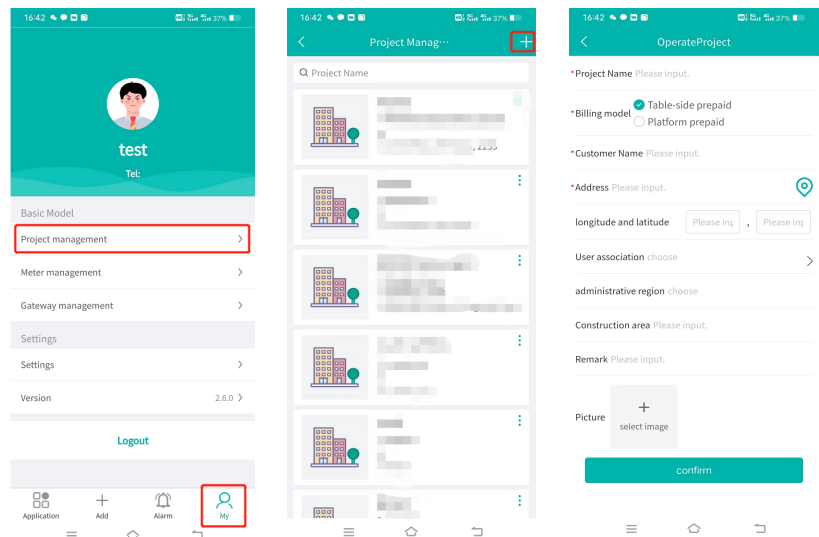 16:42
37%
test
Tel:
Basic Model
Project management
Meter management
Gateway management
Settings
Settings
Version 2.6.0
Logout
Application Add Alarm My
16:42
37%
Project Manag···
Project Name
, 2233
16:42
37%
OperateProject
*Project Name Please input.
*Billing model Table-side prepaid
Platform prepaid
*Customer Name Please input.
*Address Please input.
longitude and latitude Please inp , Please inp
User association choose
administrative region choose
Construction area Please input.
Remark Please input.
Picture
select image
confirm